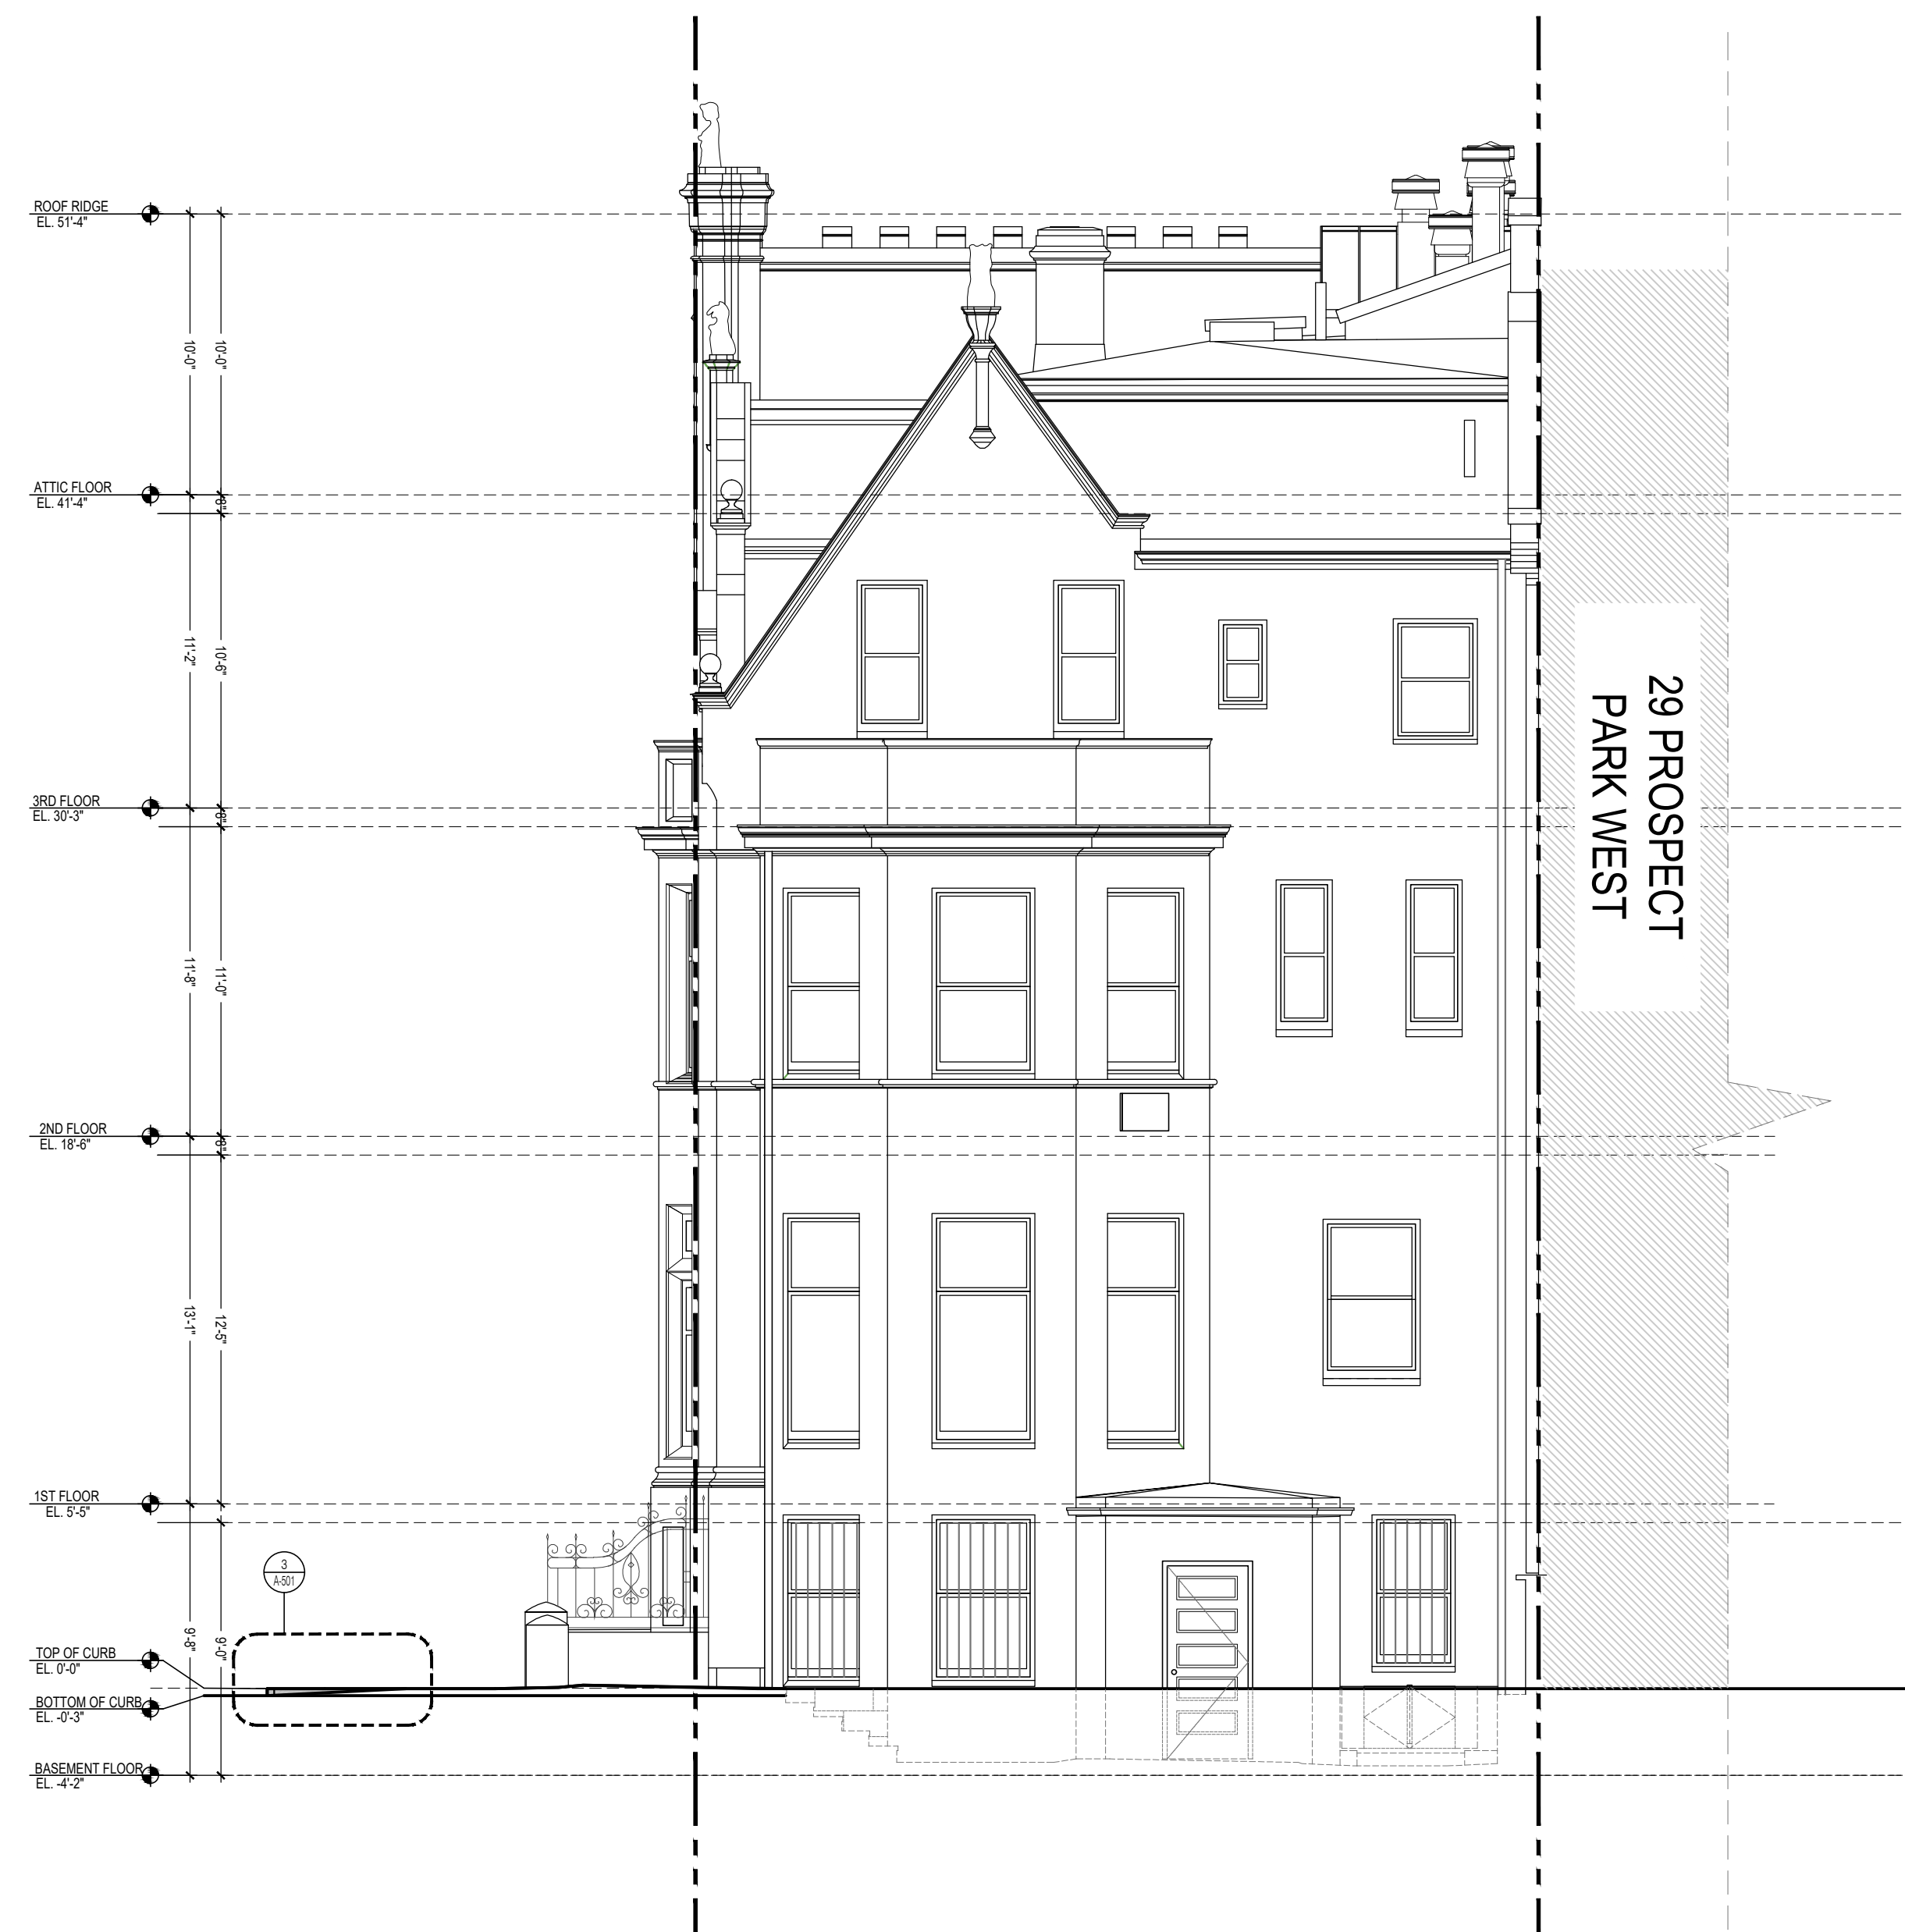 ROOF RIDGE
EL. 51'-4"
10'-0"
10'-0"
ATTIC FLOOR
EL. 41'-4"
8"
11'-2"
10'-6"
3RD FLOOR
EL. 30'-3"
8"
11'-8"
11'-0"
2ND FLOOR
EL. 18'-6"
8"
13'-1"
12'-5"
1ST FLOOR
EL. 5'-5"
9'-8"
9'-0"
TOP OF CURB
EL. 0'-0"
BOTTOM OF CURB
EL. -0'-3"
BASEMENT FLOOR
EL. -4'-2"
3
A-501
29 PROSPECT
PARK WEST